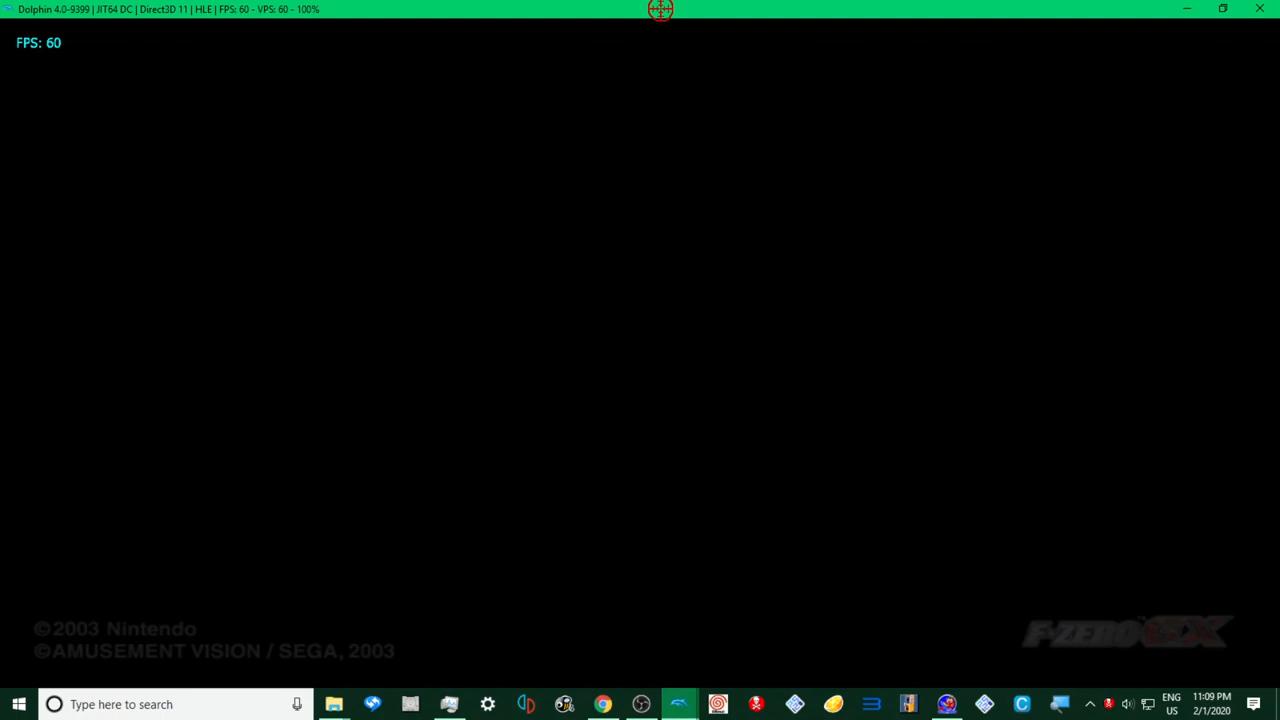 Dolphin 4.0-9399 | JIT64 DC | Direct3D 11 | HLE | FPS: 60 - VPS: 60 - 100%
FPS: 60
©2003 Nintendo
©AMUSEMENT VISION / SEGA, 2003
F-ZERO GX
Type here to search
ENG
US
11:09 PM
2/1/2020